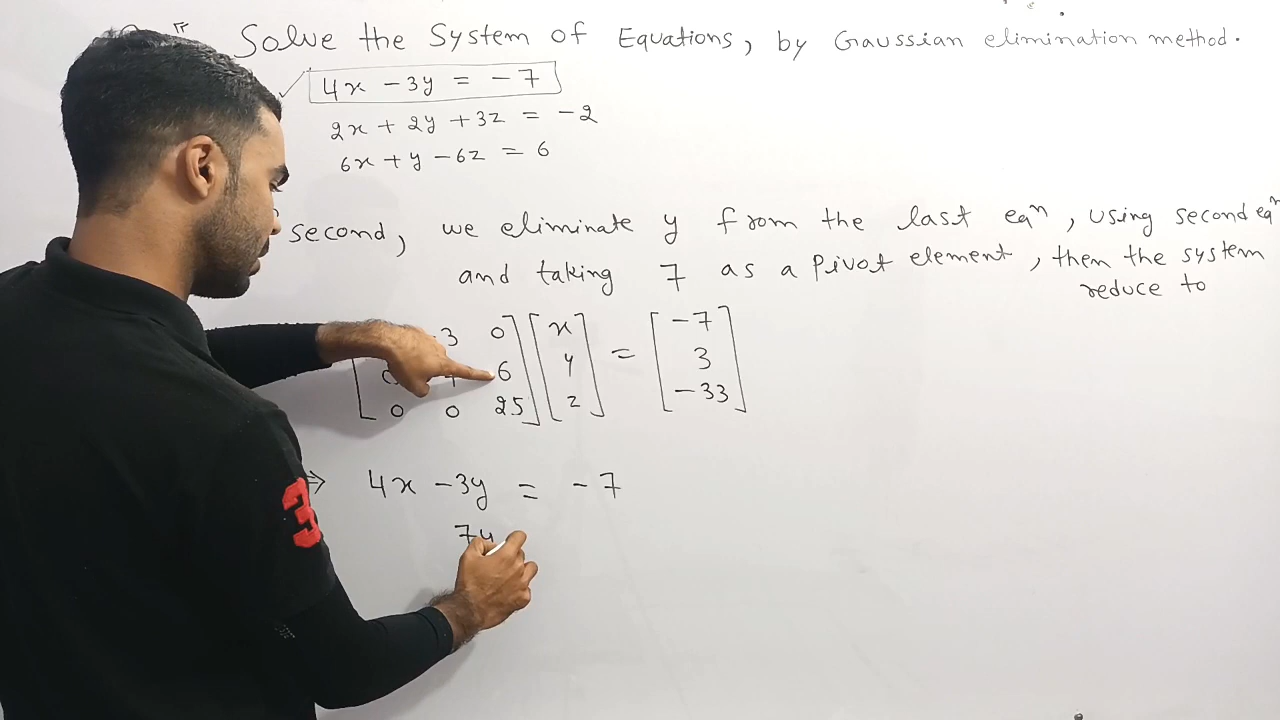 Solve the System of Equations, by Gaussian elimination method.
4x - 3y = - 7
2x + 2y + 3z = -2
6x + y - 6z = 6
second, we eliminate y from the last eqⁿ, using second eqⁿ
and taking 7 as a Pivot element, then the system
reduce to
3 0 x = -7
6 y 3
0 0 25 z -33
⇒ 4x - 3y = - 7
7y
3